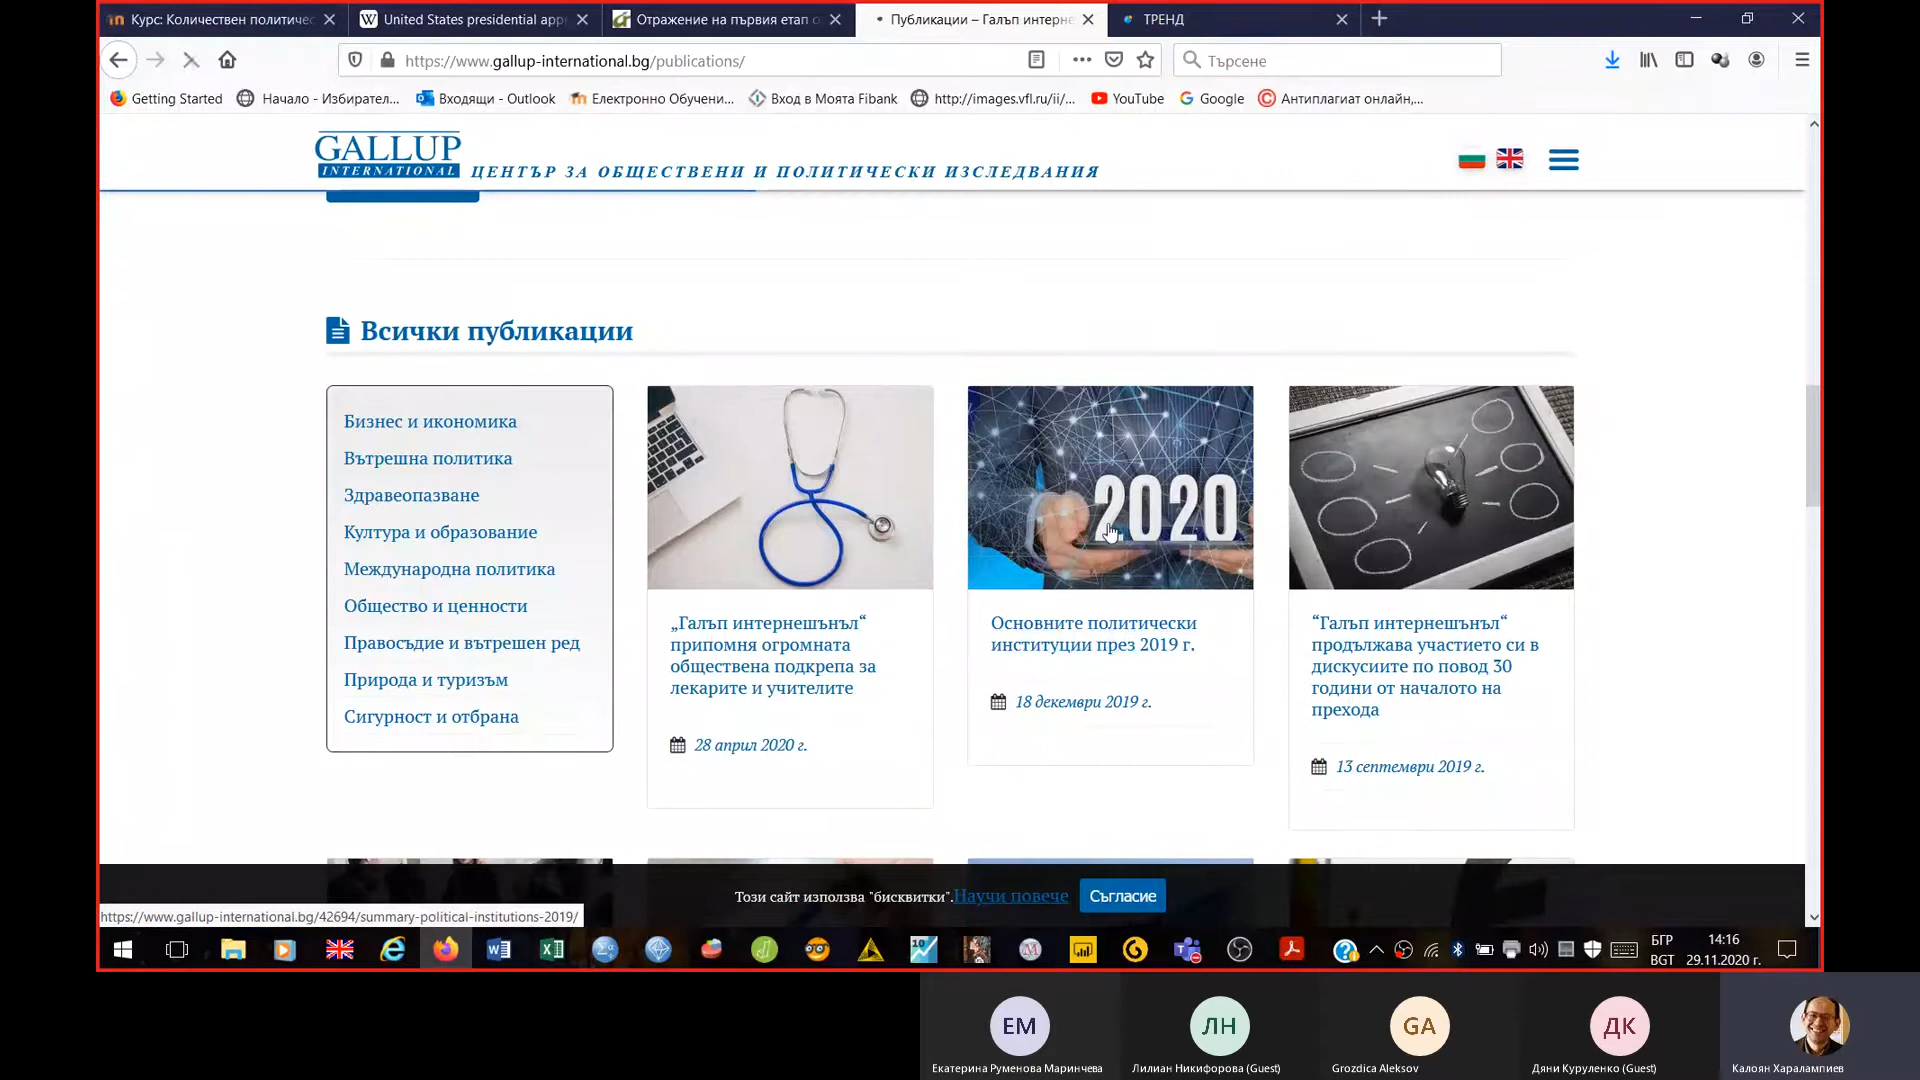 Курс: Количествен политичес
United States presidential appr
Отражение на първия етап о
Публикации – Галъп интерне
ТРЕНД
https://www.gallup-international.bg/publications/
Търсене
Getting Started
Начало - Избирател...
Входящи - Outlook
Електронно Обучени...
Вход в Моята Fibank
http://images.vfl.ru/ii/...
YouTube
Google
Антиплагиат онлайн,...
GALLUP
INTERNATIONAL
ЦЕНТЪР ЗА ОБЩЕСТВЕНИ И ПОЛИТИЧЕСКИ ИЗСЛЕДВАНИЯ
Всички публикации
Бизнес и икономика
Вътрешна политика
Здравеопазване
Култура и образование
Международна политика
Общество и ценности
Правосъдие и вътрешен ред
Природа и туризъм
Сигурност и отбрана
„Галъп интернешънъл“
припомня огромната
обществена подкрепа за
лекарите и учителите
28 април 2020 г.
2020
Основните политически
институции през 2019 г.
18 декември 2019 г.
“Галъп интернешънъл“
продължава участието си в
дискусиите по повод 30
години от началото на
прехода
13 септември 2019 г.
Този сайт използва "бисквитки". Научи повече
Съгласие
https://www.gallup-international.bg/42694/summary-political-institutions-2019/
БГР
BGT
14:16
29.11.2020 г.
ЕМ
Екатерина Руменова Маринчева
ЛН
Лилиан Никифорова (Guest)
GA
Grozdica Aleksov
ДК
Дяни Куруленко (Guest)
Калоян Харалампиев